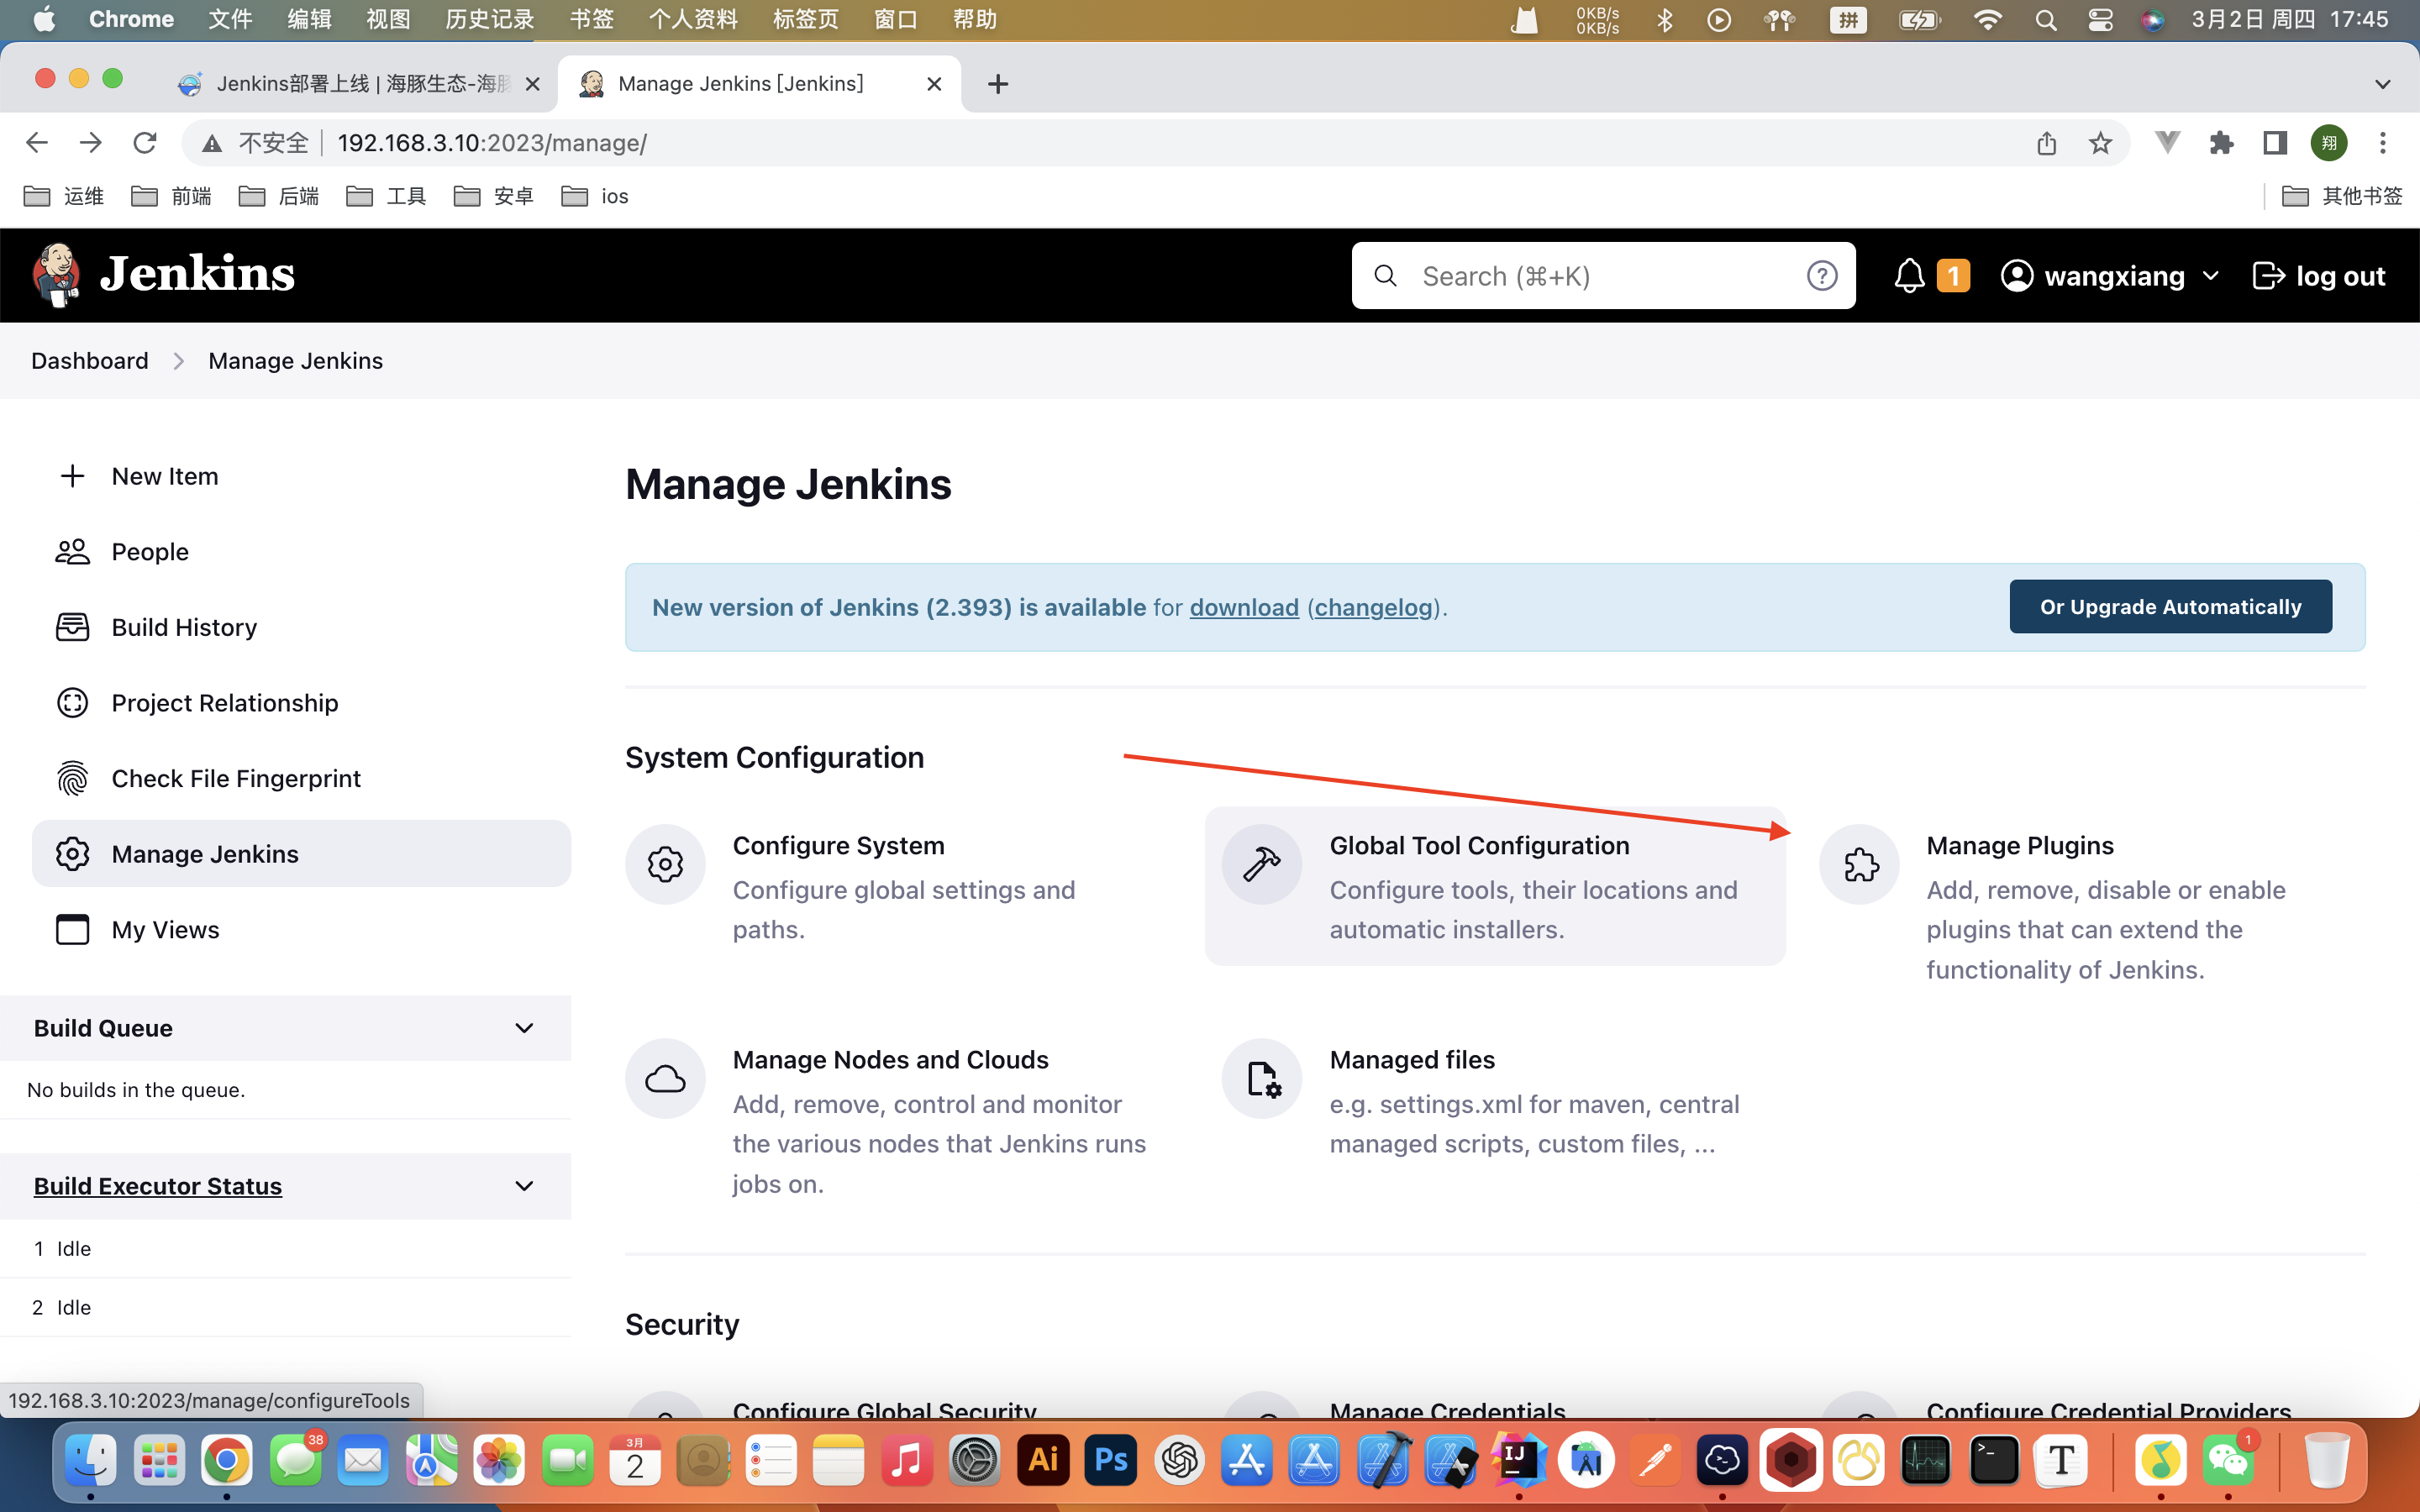 Chrome 文件 编辑 视图 历史记录 书签 个人资料 标签页 窗口 帮助
0KB/s
0KB/s
拼
3月2日 周四 17:45
Jenkins部署上线 | 海豚生态-海豚
Manage Jenkins [Jenkins]
不安全
192.168.3.10:2023/manage/
翔
运维 前端 后端 工具 安卓 ios 其他书签
Jenkins
Search (⌘+K)
1
wangxiang
log out
Dashboard
Manage Jenkins
New Item
People
Build History
Project Relationship
Check File Fingerprint
Manage Jenkins
My Views
Build Queue
No builds in the queue.
Build Executor Status
1 Idle
2 Idle
Manage Jenkins
New version of Jenkins (2.393) is available for download (changelog).
Or Upgrade Automatically
System Configuration
Configure System
Configure global settings and
paths.
Global Tool Configuration
Configure tools, their locations and
automatic installers.
Manage Plugins
Add, remove, disable or enable
plugins that can extend the
functionality of Jenkins.
Manage Nodes and Clouds
Add, remove, control and monitor
the various nodes that Jenkins runs
jobs on.
Managed files
e.g. settings.xml for maven, central
managed scripts, custom files, ...
Security
Configure Global Security
Manage Credentials
Configure Credential Providers
192.168.3.10:2023/manage/configureTools
38
3月
2
Ai
Ps
IJ
T
1